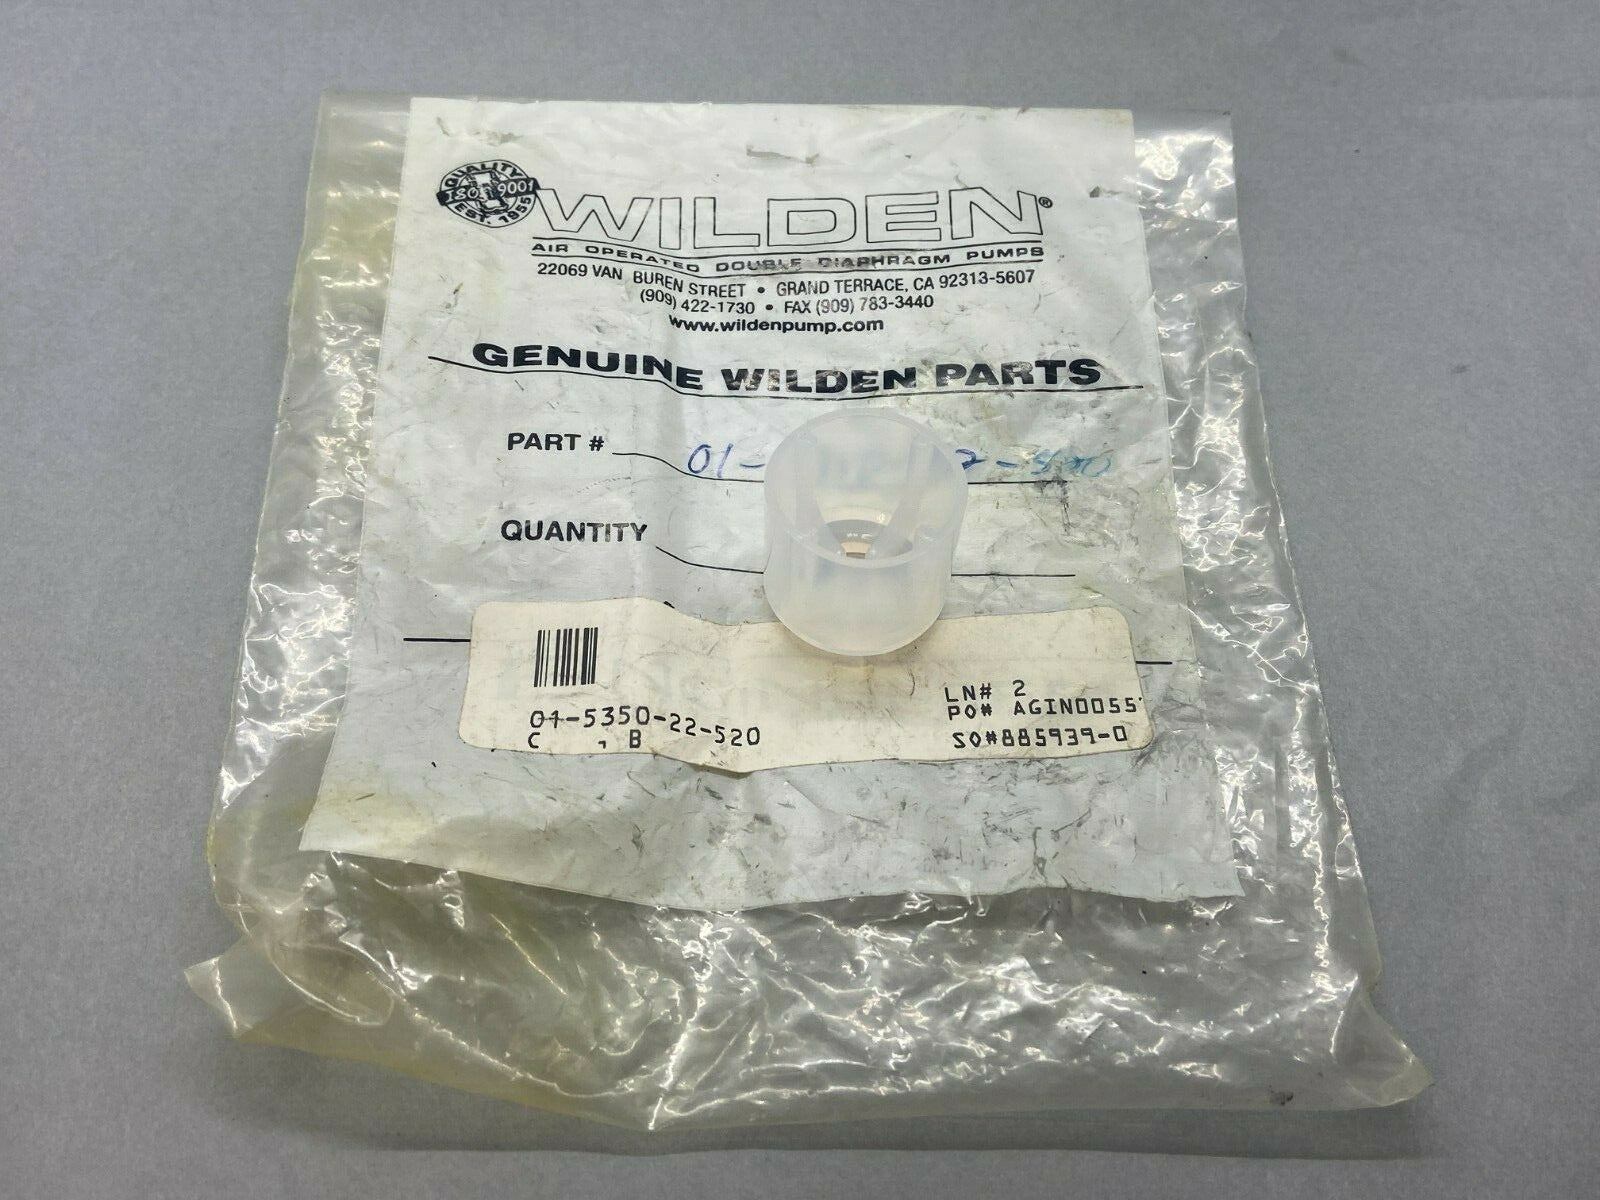 QUALITY
ISO 9001
EST. 1955
WILDEN®
AIR OPERATED DOUBLE DIAPHRAGM PUMPS
22069 VAN BUREN STREET • GRAND TERRACE, CA 92313-5607
(909) 422-1730 • FAX (909) 783-3440
www.wildenpump.com
GENUINE WILDEN PARTS
PART # 01-
QUANTITY
LN# 2
PO# AGIN0055
01-5350-22-520
SO#885939-0
C , B